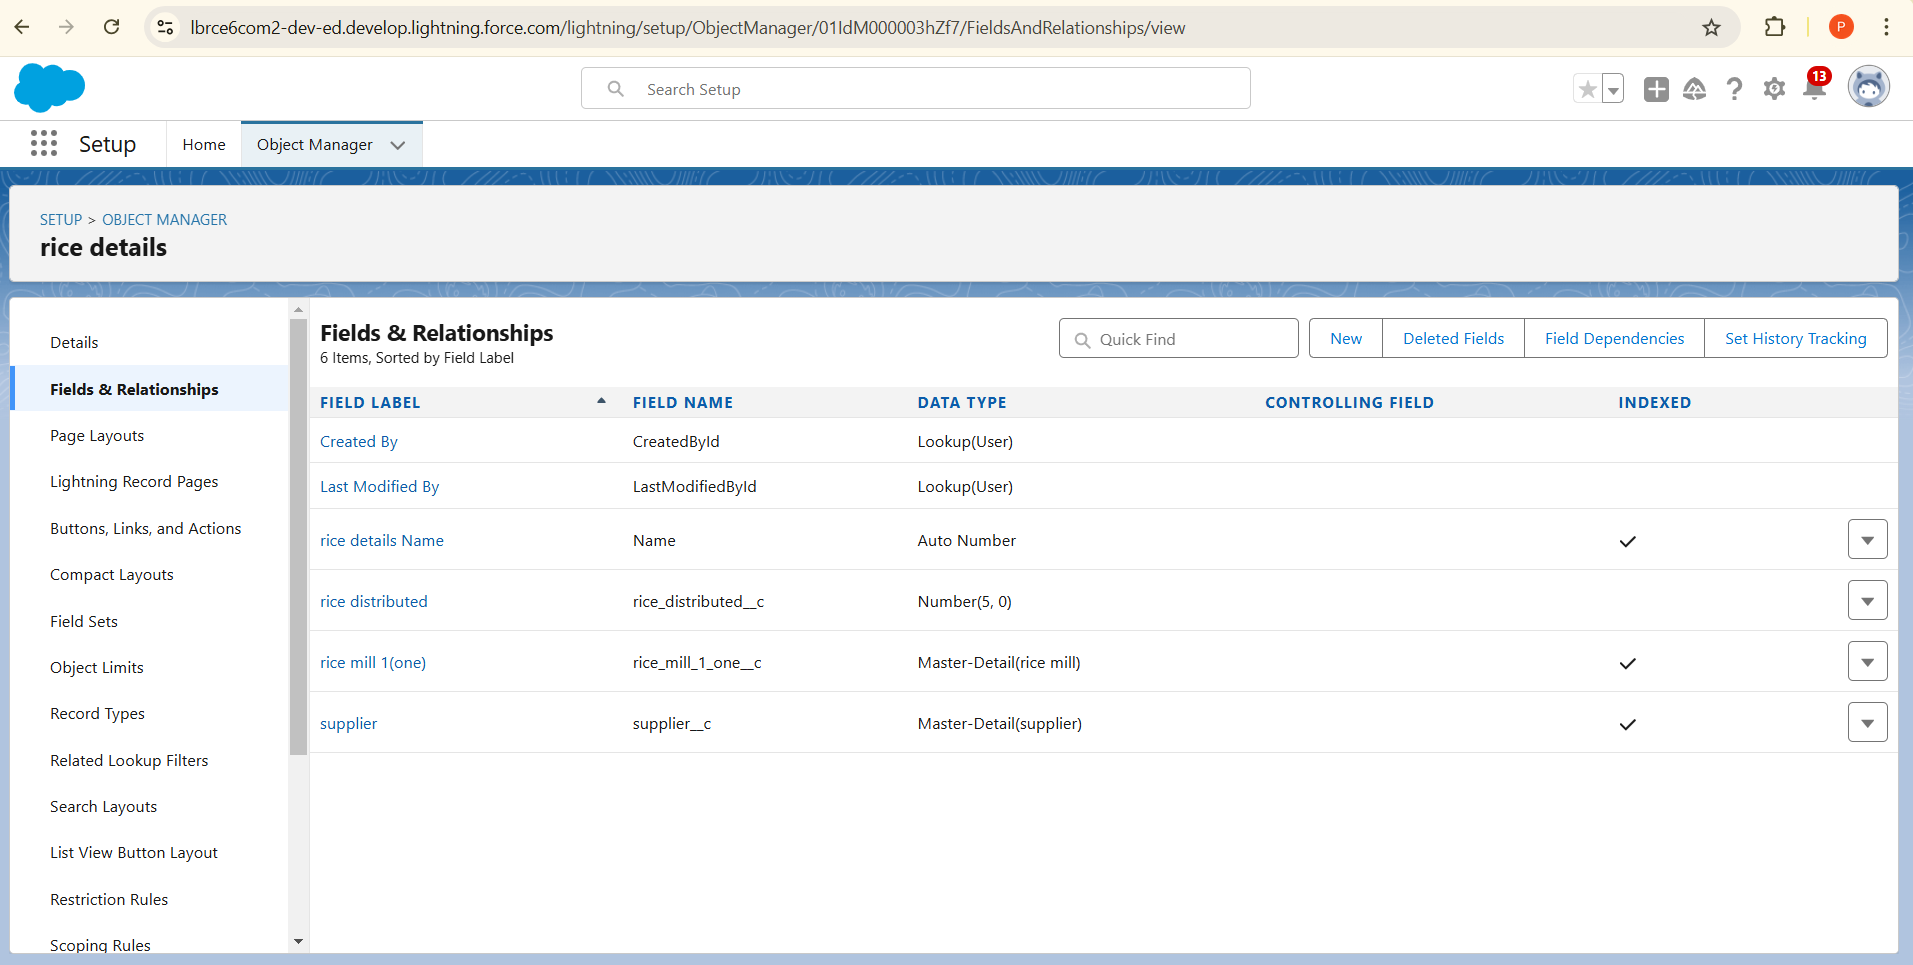 lbrce6com2-dev-ed.develop.lightning.force.com/lightning/setup/ObjectManager/01IdM000003hZf7/FieldsAndRelationships/view
P
Search Setup
13
Setup
Home
Object Manager
SETUP > OBJECT MANAGER
rice details
Details
Fields & Relationships
Page Layouts
Lightning Record Pages
Buttons, Links, and Actions
Compact Layouts
Field Sets
Object Limits
Record Types
Related Lookup Filters
Search Layouts
List View Button Layout
Restriction Rules
Scoping Rules
Fields & Relationships
6 Items, Sorted by Field Label
Quick Find
New
Deleted Fields
Field Dependencies
Set History Tracking
FIELD LABEL FIELD NAME DATA TYPE CONTROLLING FIELD INDEXED
Created By CreatedById Lookup(User)
Last Modified By LastModifiedById Lookup(User)
rice details Name Name Auto Number
rice distributed rice_distributed__c Number(5, 0)
rice mill 1(one) rice_mill_1_one__c Master-Detail(rice mill)
supplier supplier__c Master-Detail(supplier)